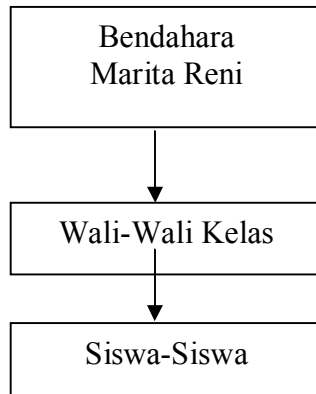 Bendahara
Marita Reni
Wali-Wali Kelas
Siswa-Siswa